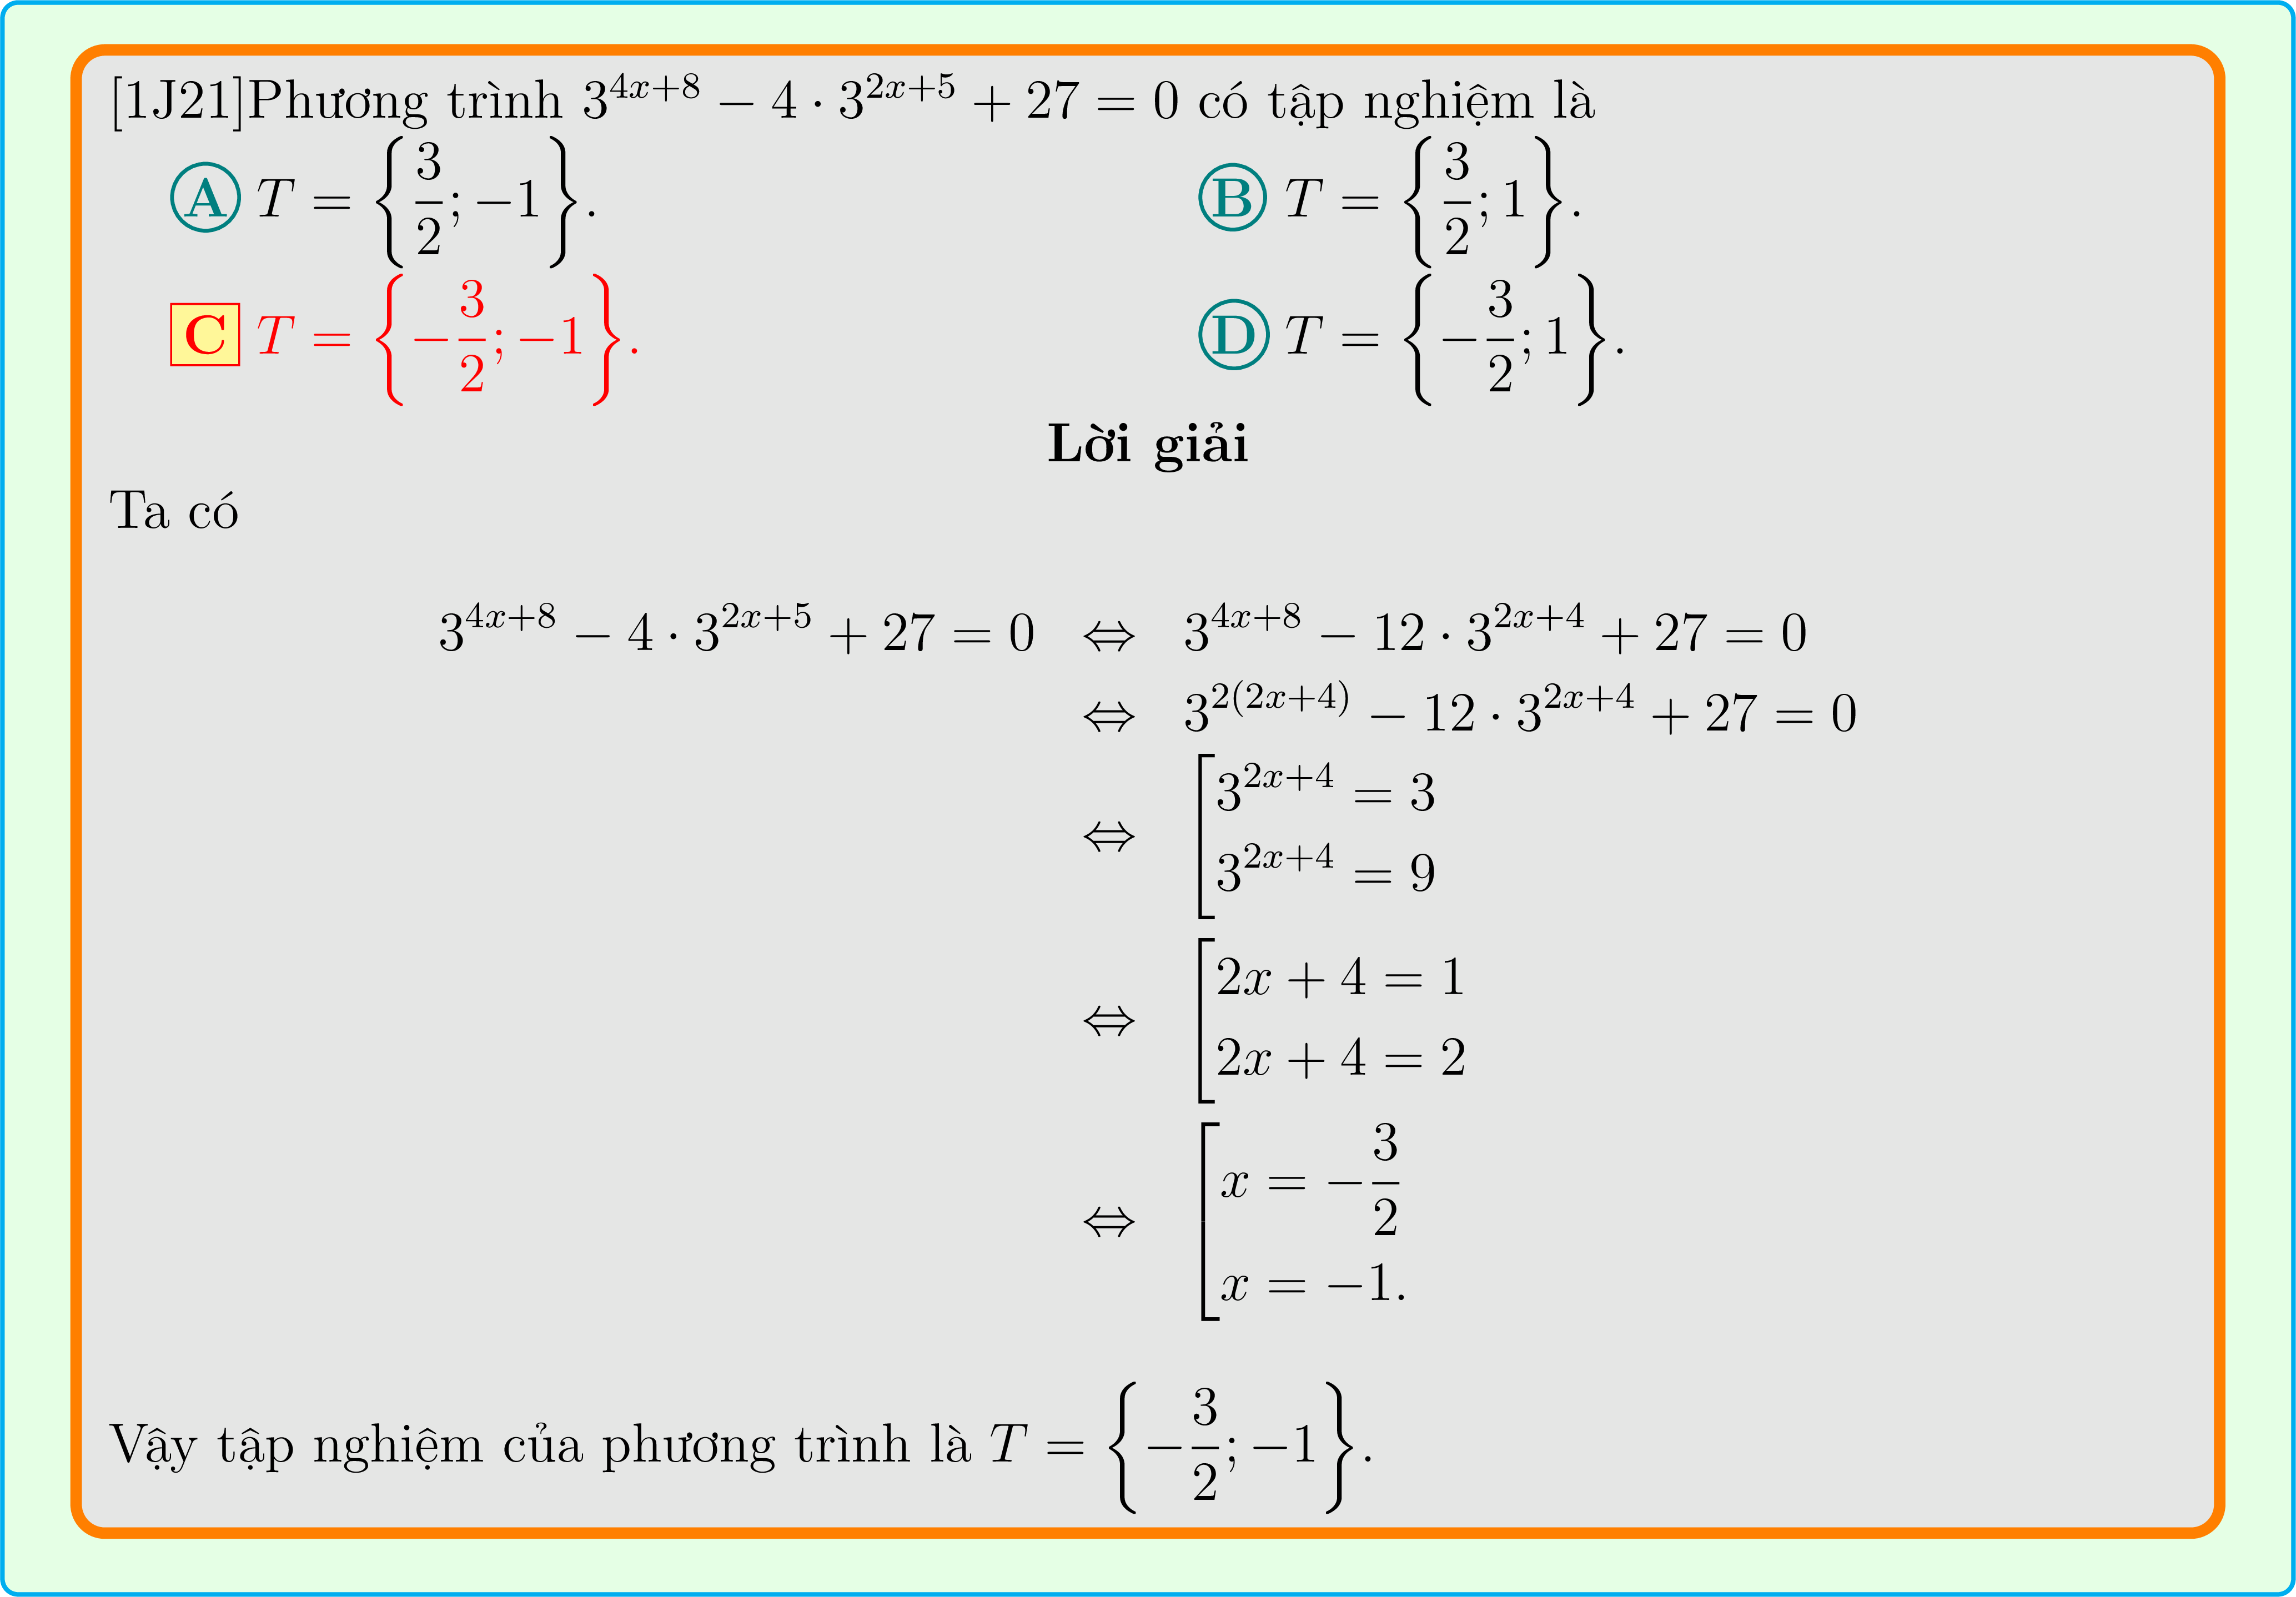 [1J21]Phương trình $3^{4x+8} - 4 \cdot 3^{2x+5} + 27 = 0$ có tập nghiệm là
A $T = \left\{\dfrac{3}{2}; -1\right\}$. B $T = \left\{\dfrac{3}{2}; 1\right\}$.
C $T = \left\{-\dfrac{3}{2}; -1\right\}$. D $T = \left\{-\dfrac{3}{2}; 1\right\}$.
Lời giải
Ta có
$3^{4x+8} - 4 \cdot 3^{2x+5} + 27 = 0 \Leftrightarrow 3^{4x+8} - 12 \cdot 3^{2x+4} + 27 = 0$
$\Leftrightarrow 3^{2(2x+4)} - 12 \cdot 3^{2x+4} + 27 = 0$
$\Leftrightarrow \left[\begin{array}{l} 3^{2x+4} = 3 \\ 3^{2x+4} = 9 \end{array}\right.$
$\Leftrightarrow \left[\begin{array}{l} 2x + 4 = 1 \\ 2x + 4 = 2 \end{array}\right.$
$\Leftrightarrow \left[\begin{array}{l} x = -\dfrac{3}{2} \\ x = -1. \end{array}\right.$
Vậy tập nghiệm của phương trình là $T = \left\{-\dfrac{3}{2}; -1\right\}$.